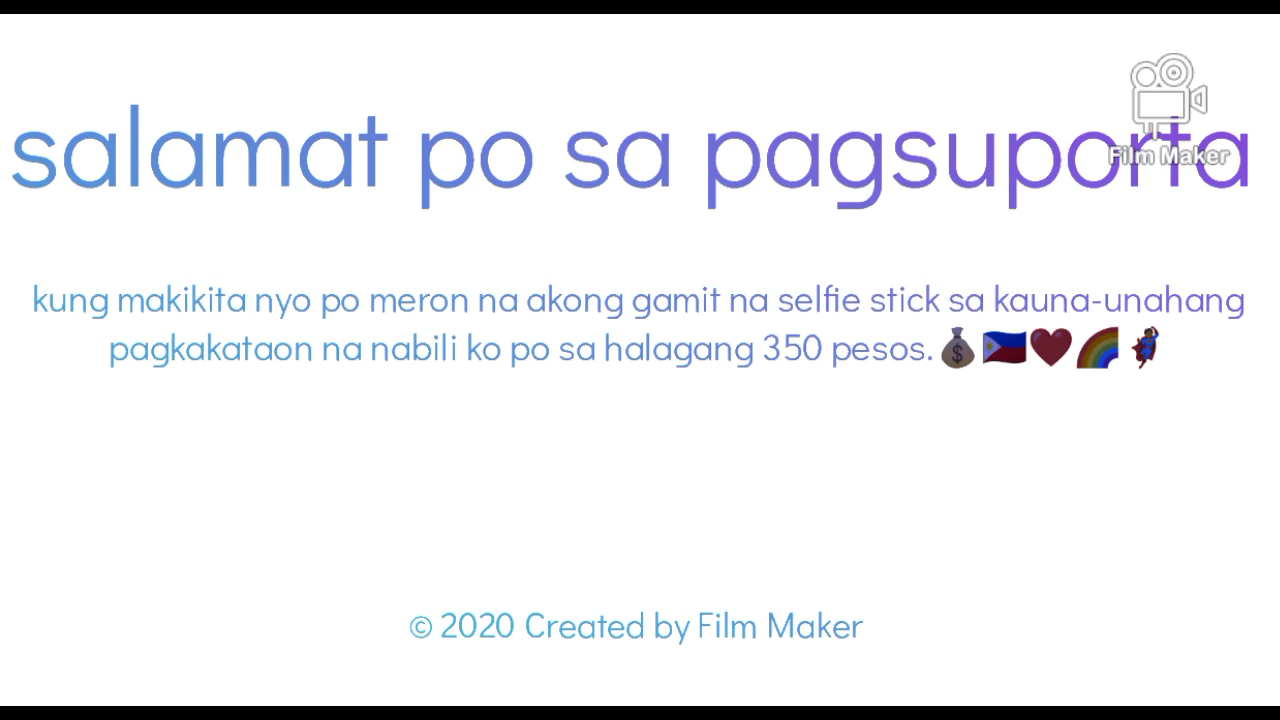 Film Maker
salamat po sa pagsuporta
kung makikita nyo po meron na akong gamit na selfie stick sa kauna-unahang
pagkakataon na nabili ko po sa halagang 350 pesos.💰🇵🇭❤️🌈🦸
© 2020 Created by Film Maker